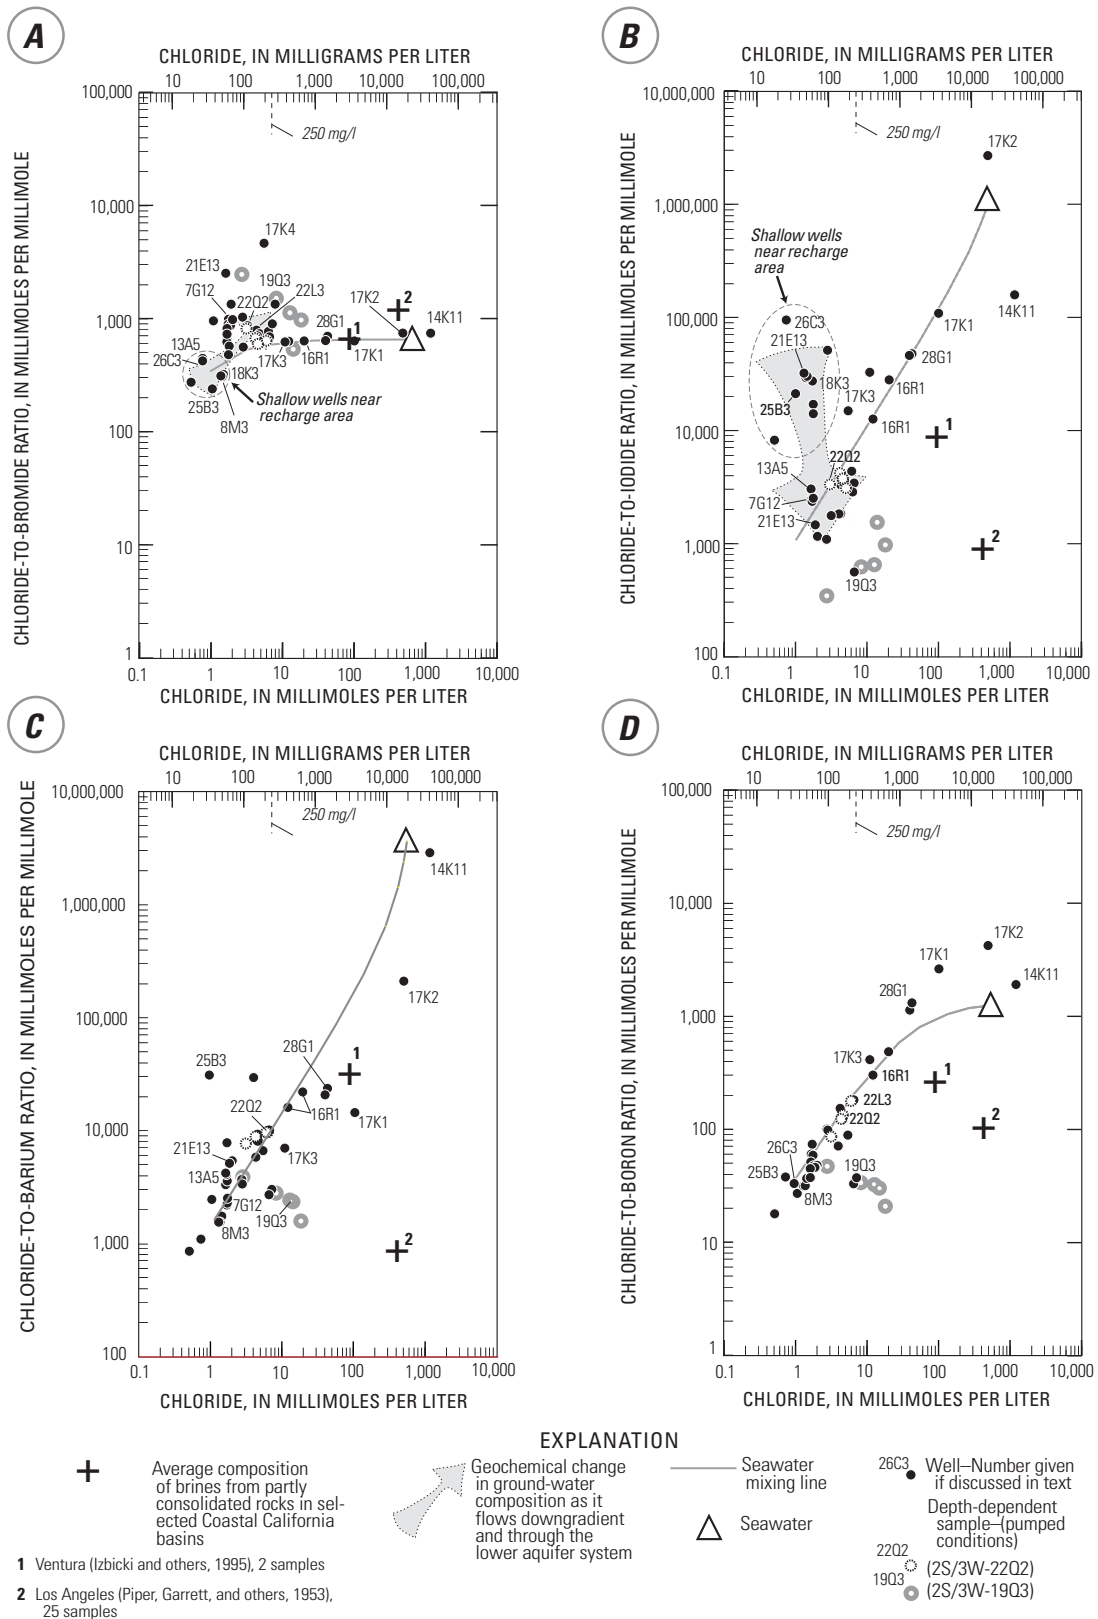 A
CHLORIDE, IN MILLIGRAMS PER LITER
10 100 1,000 10,000 100,000
250 mg/l
CHLORIDE-TO-BROMIDE RATIO, IN MILLIMOLES PER MILLIMOLE
100,000
10,000
1,000
100
10
1
17K4
21E13
19Q3
7G12
22Q2
22L3
17K2
2
28G1
1
14K11
13A5
26C3
17K3
16R1
17K1
18K3
25B3
8M3
Shallow wells near
recharge area
0.1 1 10 100 1,000 10,000
CHLORIDE, IN MILLIMOLES PER LITER
B
CHLORIDE, IN MILLIGRAMS PER LITER
10 100 1,000 10,000 100,000
250 mg/l
CHLORIDE-TO-IODIDE RATIO, IN MILLIMOLES PER MILLIMOLE
10,000,000
1,000,000
100,000
10,000
1,000
100
17K2
Shallow wells
near recharge
area
26C3
17K1
14K11
21E13
28G1
18K3
16R1
17K3
25B3
16R1
1
22Q2
13A5
7G12
21E13
2
19Q3
0.1 1 10 100 1,000 10,000
CHLORIDE, IN MILLIMOLES PER LITER
C
CHLORIDE, IN MILLIGRAMS PER LITER
10 100 1,000 10,000 100,000
250 mg/l
CHLORIDE-TO-BARIUM RATIO, IN MILLIMOLES PER MILLIMOLE
10,000,000
1,000,000
100,000
10,000
1,000
100
14K11
17K2
28G1
1
25B3
22Q2
16R1
17K1
21E13
17K3
13A5
7G12
19Q3
8M3
2
0.1 1 10 100 1,000 10,000
CHLORIDE, IN MILLIMOLES PER LITER
D
CHLORIDE, IN MILLIGRAMS PER LITER
10 100 1,000 10,000 100,000
250 mg/l
CHLORIDE-TO-BORON RATIO, IN MILLIMOLES PER MILLIMOLE
100,000
10,000
1,000
100
10
1
17K2
17K1
14K11
28G1
17K3
16R1
1
22L3
22Q2
2
26C3
25B3
19Q3
8M3
0.1 1 10 100 1,000 10,000
CHLORIDE, IN MILLIMOLES PER LITER
EXPLANATION
Average composition
of brines from partly
consolidated rocks in sel-
ected Coastal California
basins
1 Ventura (Izbicki and others, 1995), 2 samples
2 Los Angeles (Piper, Garrett, and others, 1953),
25 samples
Geochemical change
in ground-water
composition as it
flows downgradient
and through the
lower aquifer system
Seawater
mixing line
Seawater
26C3 Well–Number given
if discussed in text
Depth-dependent
sample–(pumped
conditions)
22Q2 (2S/3W-22Q2)
19Q3 (2S/3W-19Q3)